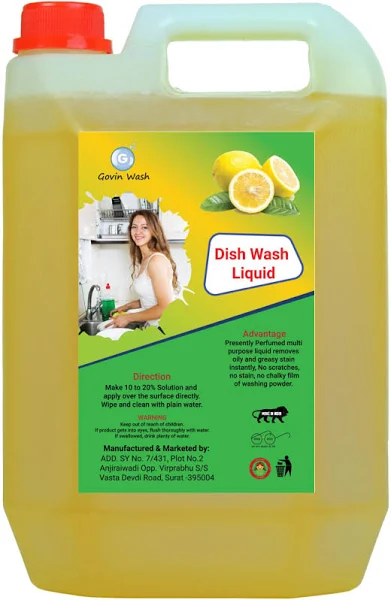 G
Govin Wash
Dish Wash
Liquid
Advantage
Presently Perfumed multi
purpose liquid removes
oily and greasy stain
instantly, No scratches,
no stain, no chalky film
of washing powder.
Direction
Make 10 to 20% Solution and
apply over the surface directly.
Wipe and clean with plain water.
WARNING
Keep out of reach of children.
If product gets into eyes, flush thoroughly with water.
If swallowed, drink plenty of water.
Manufactured & Marketed by:
ADD. SY No. 7/431, Plot No.2
Anjiraiwadi Opp. Virprabhu S/S
Vasta Devdi Road, Surat -395004
MAKE IN INDIA